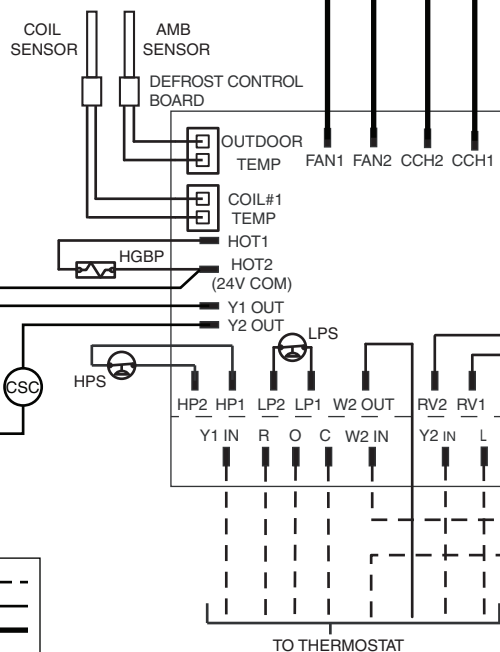 COIL
SENSOR
AMB
SENSOR
DEFROST CONTROL
BOARD
OUTDOOR
TEMP
FAN1 FAN2 CCH2 CCH1
COIL#1
TEMP
HOT1
HGBP
HOT2
(24V COM)
Y1 OUT
Y2 OUT
LPS
CSC
HPS
HP2 HP1 LP2 LP1 W2 OUT RV2 RV1
Y1 IN R O C W2 IN Y2 IN L
TO THERMOSTAT